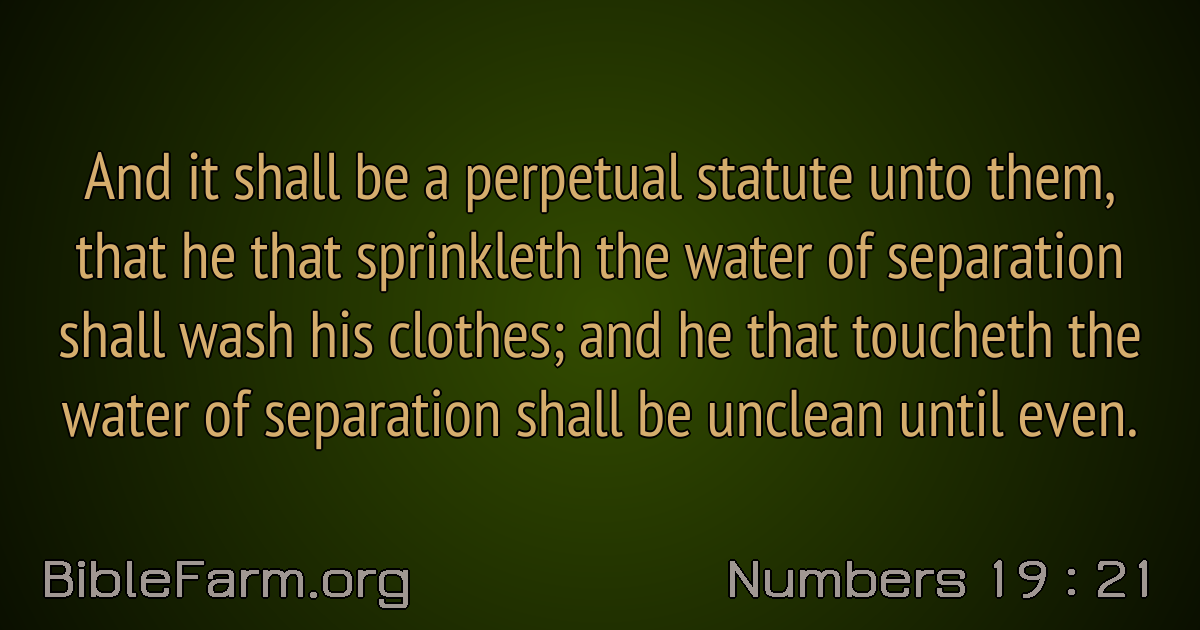 And it shall be a perpetual statute unto them,
that he that sprinkleth the water of separation
shall wash his clothes; and he that toucheth the
water of separation shall be unclean until even.
BibleFarm.org
Numbers 19 : 21